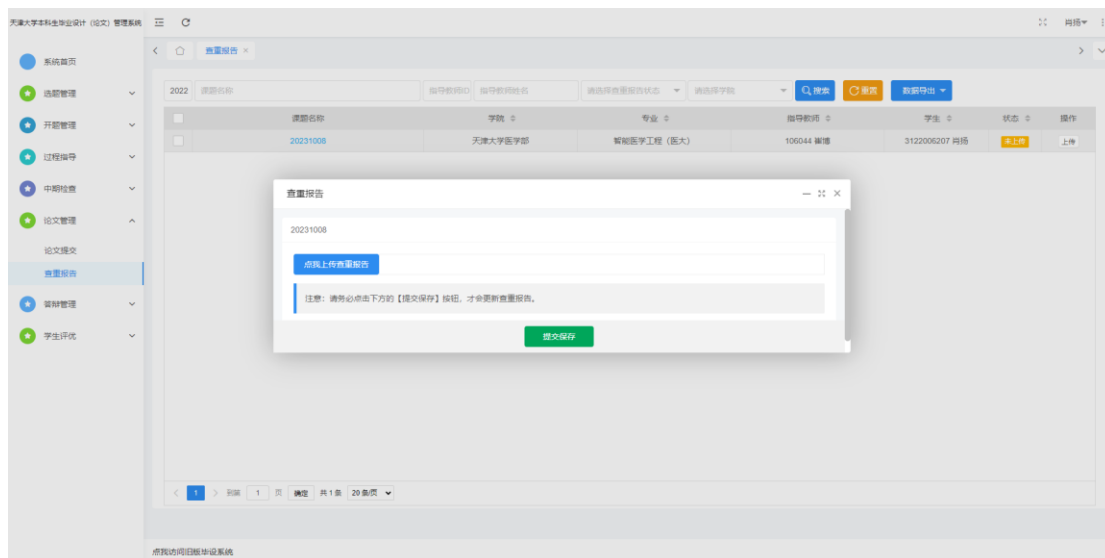 天津大学本科生毕业设计（论文）管理系统
肖扬
系统首页
选题管理
开题管理
过程指导
中期检查
论文管理
论文提交
查重报告
答辩管理
学生评优
查重报告 ×
2022 课题名称 指导教师ID 指导教师姓名 请选择查重报告状态 请选择学院 搜索 重置 数据导出
课题名称 学院 专业 指导教师 学生 状态 操作
20231008 天津大学医学部 智能医学工程（医大） 106044 崔博 3122006207 肖扬 未上传 上传
查重报告
20231008
点我上传查重报告
注意：请务必点击下方的【提交保存】按钮，才会更新查重报告。
提交保存
1 到第 1 页 确定 共 1 条 20 条/页
点我访问旧版毕设系统